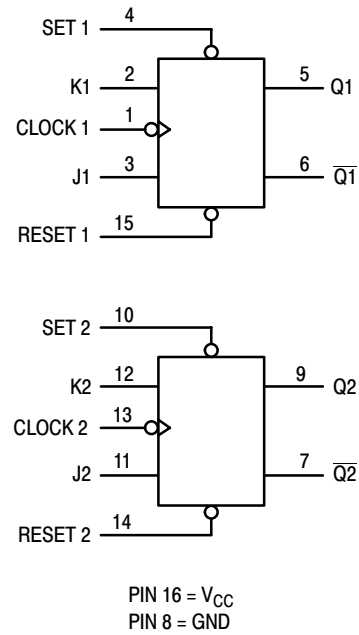 4
SET 1
K1 2 5 Q1
CLOCK 1 1
J1 3 6 Q̅1̅
RESET 1 15
SET 2 10
K2 12 9 Q2
CLOCK 2 13
J2 11 7 Q̅2̅
RESET 2 14
PIN 16 = VCC
PIN 8 = GND